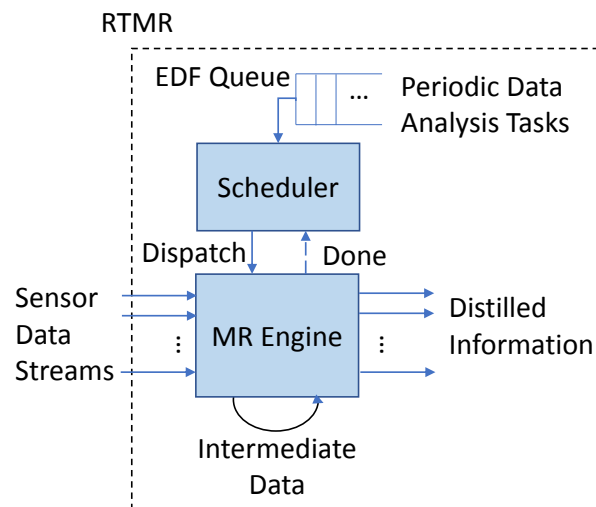 RTMR
EDF Queue
...
Periodic Data
Analysis Tasks
Scheduler
Dispatch
Done
Sensor
Data
Streams
...
MR Engine
...
Distilled
Information
Intermediate
Data